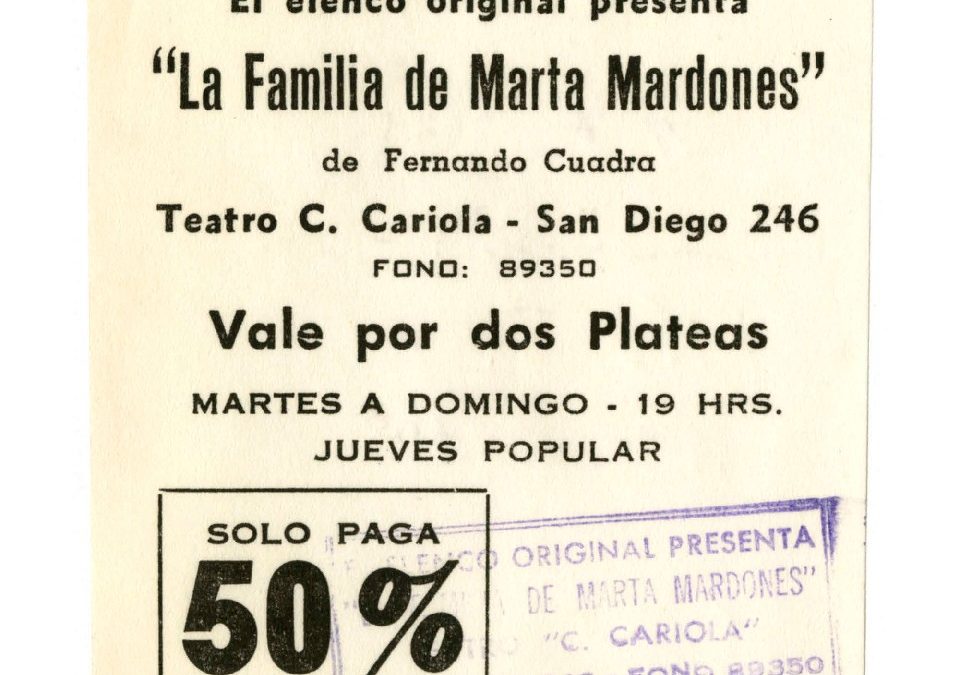 El elenco original presenta
"La Familia de Marta Mardones"
de Fernando Cuadra
Teatro C. Cariola - San Diego 246
FONO: 89350
Vale por dos Plateas
MARTES A DOMINGO - 19 HRS.
JUEVES POPULAR
SOLO PAGA
50%
ELENCO ORIGINAL PRESENTA
DE MARTA MARDONES"
"C. CARIOLA"
FONO 89350